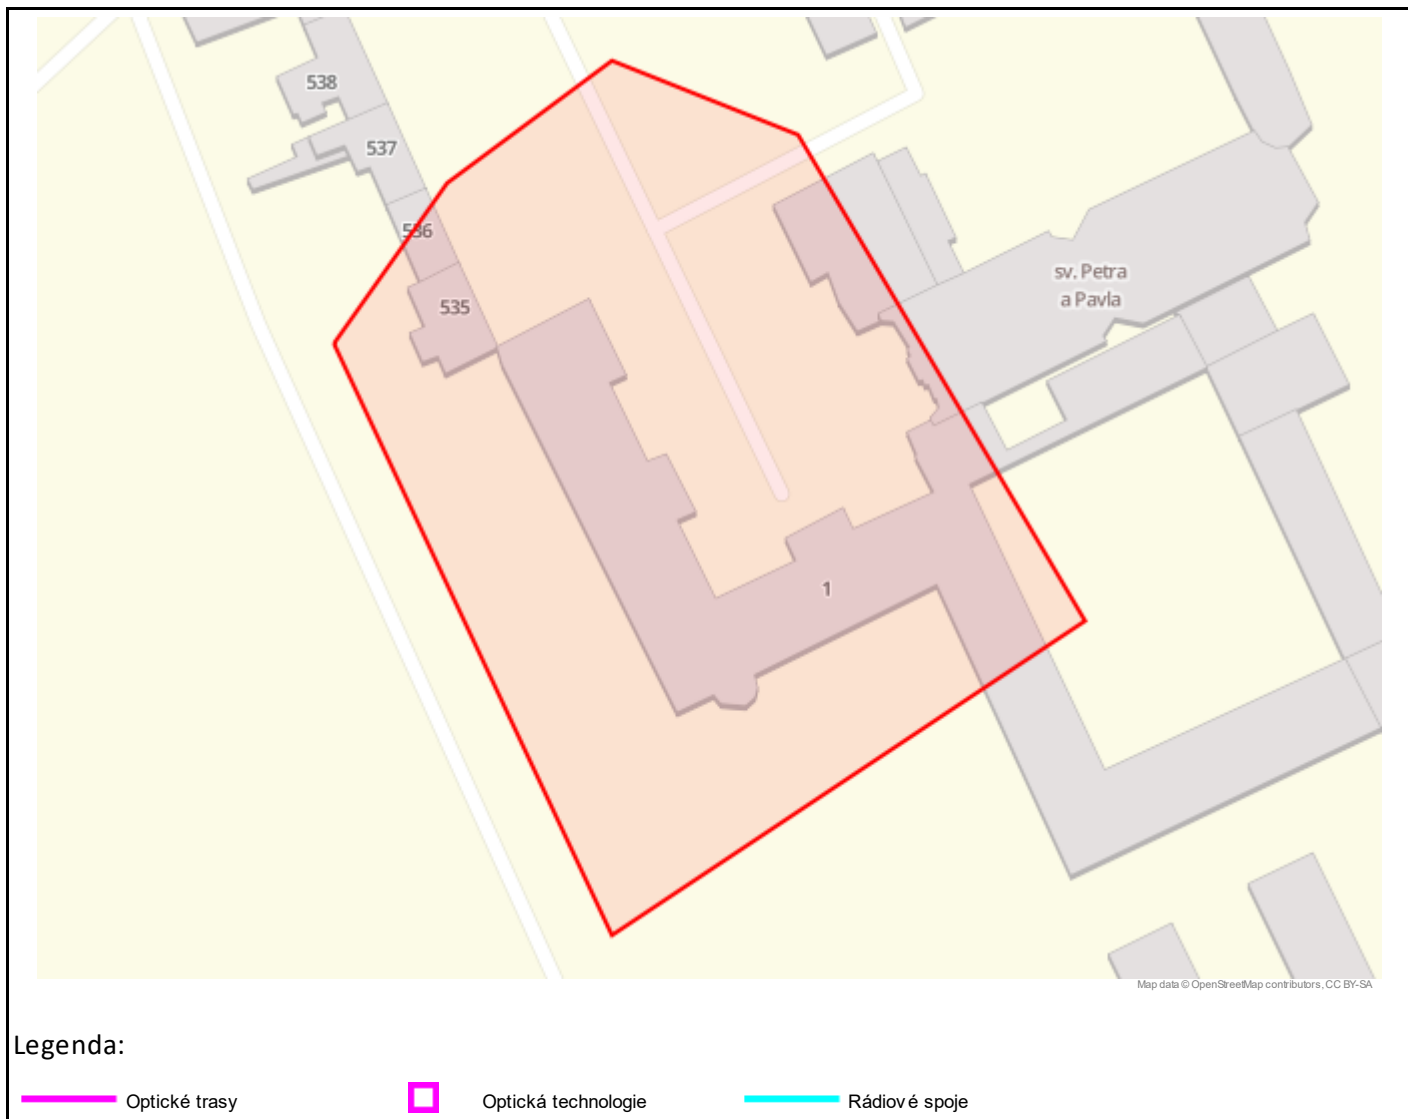 538
537
536
535
sv. Petra
a Pavla
1
Map data © OpenStreetMap contributors, CC BY-SA
Legenda:
Optické trasy Optická technologie Rádiové spoje